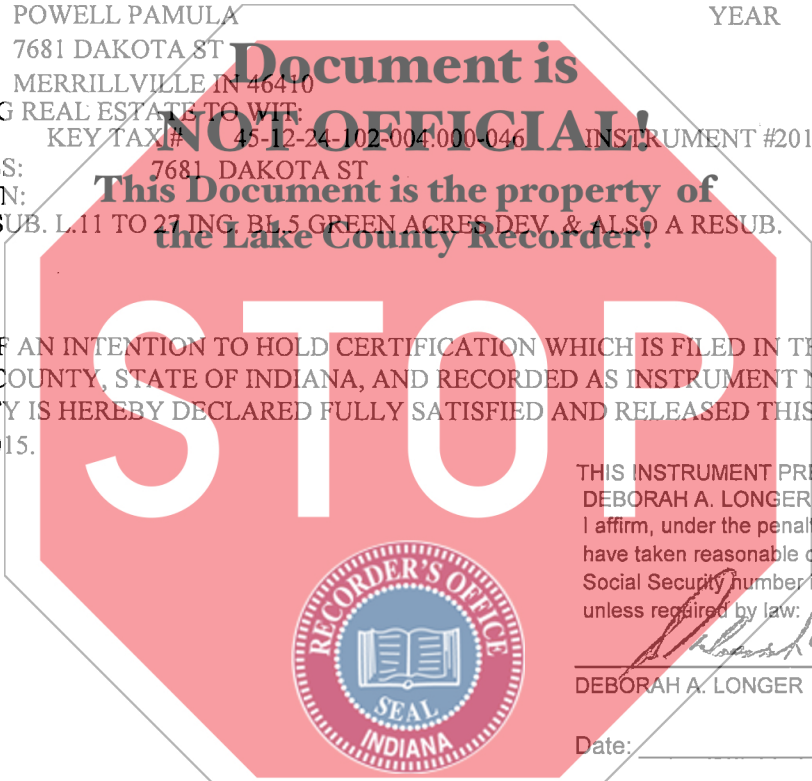 POWELL PAMULA YEAR
7681 DAKOTA ST
Document is
MERRILLVILLE IN 46410
G REAL ESTATE TO WIT:
NOT OFFICIAL!
KEY TAX # 45-12-24-102-004.000-046 INSTRUMENT #201
S: 7681 DAKOTA ST
N: This Document is the property of
SUB. L.11 TO 27 ING. BL.5 GREEN ACRES DEV. & ALSO A RESUB.
the Lake County Recorder!
STOP
F AN INTENTION TO HOLD CERTIFICATION WHICH IS FILED IN
COUNTY, STATE OF INDIANA, AND RECORDED AS INSTRUMENT
Y IS HEREBY DECLARED FULLY SATISFIED AND RELEASED THIS
15.
THIS INSTRUMENT PRE
DEBORAH A. LONGER
I affirm, under the penal
have taken reasonable
Social Security number
unless required by law:
RECORDER'S OFFICE
SEAL
INDIANA
DEBORAH A. LONGER
Date: